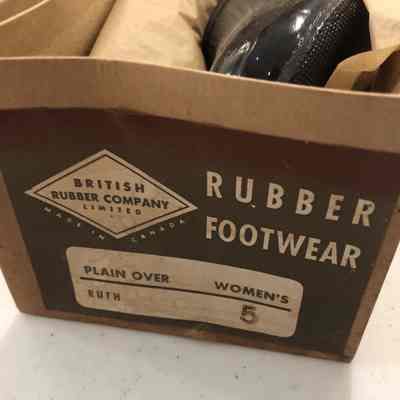 BRITISH
RUBBER COMPANY
LIMITED
MADE IN CANADA
RUBBER
FOOTWEAR
PLAIN OVER WOMEN'S
RUTH 5